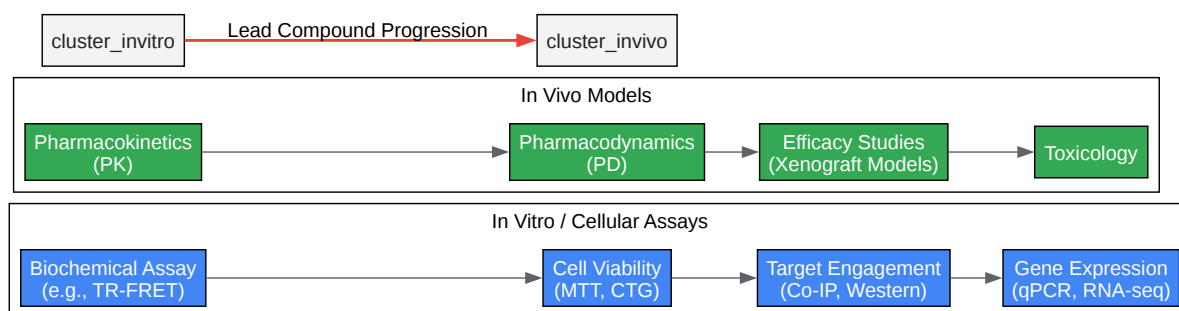 cluster_invitro
Lead Compound Progression
cluster_invivo
In Vivo Models
Pharmacokinetics
(PK)
Pharmacodynamics
(PD)
Efficacy Studies
(Xenograft Models)
Toxicology
In Vitro / Cellular Assays
Biochemical Assay
(e.g., TR-FRET)
Cell Viability
(MTT, CTG)
Target Engagement
(Co-IP, Western)
Gene Expression
(qPCR, RNA-seq)